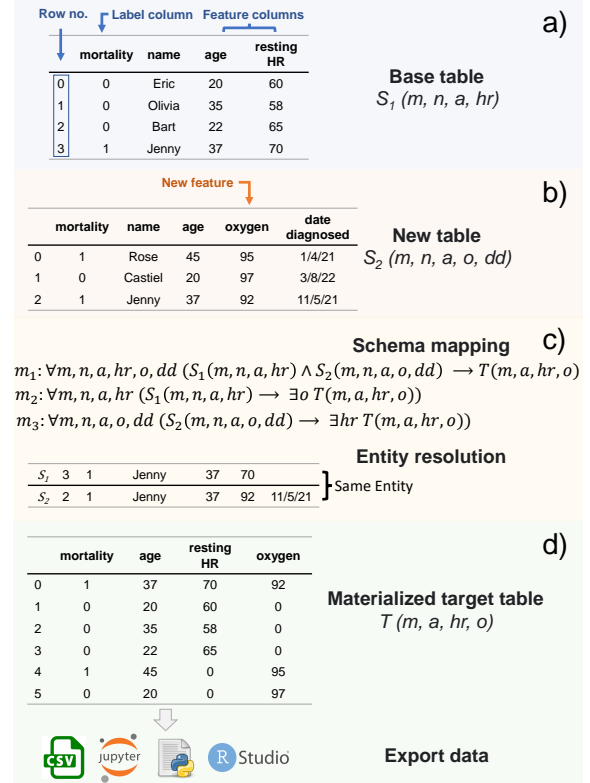 a)
Row no. Label column Feature columns
mortality name age resting HR
0 0 Eric 20 60
1 0 Olivia 35 58
2 0 Bart 22 65
3 1 Jenny 37 70
Base table
S1 (m, n, a, hr)
b)
New feature
mortality name age oxygen date diagnosed
0 1 Rose 45 95 1/4/21
1 0 Castiel 20 97 3/8/22
2 1 Jenny 37 92 11/5/21
New table
S2 (m, n, a, o, dd)
c)
Schema mapping
m₁: ∀m, n, a, hr, o, dd (S₁(m, n, a, hr) ∧ S₂(m, n, a, o, dd) → T(m, a, hr, o)
m₂: ∀m, n, a, hr (S₁(m, n, a, hr) → ∃o T(m, a, hr, o))
m₃: ∀m, n, a, o, dd (S₂(m, n, a, o, dd) → ∃hr T(m, a, hr, o))
Entity resolution
S1 3 1 Jenny 37 70
S2 2 1 Jenny 37 92 11/5/21
Same Entity
d)
mortality age resting HR oxygen
0 1 37 70 92
1 0 20 60 0
2 0 35 58 0
3 0 22 65 0
4 1 45 0 95
5 0 20 0 97
Materialized target table
T (m, a, hr, o)
CSV jupyter R Studio
Export data